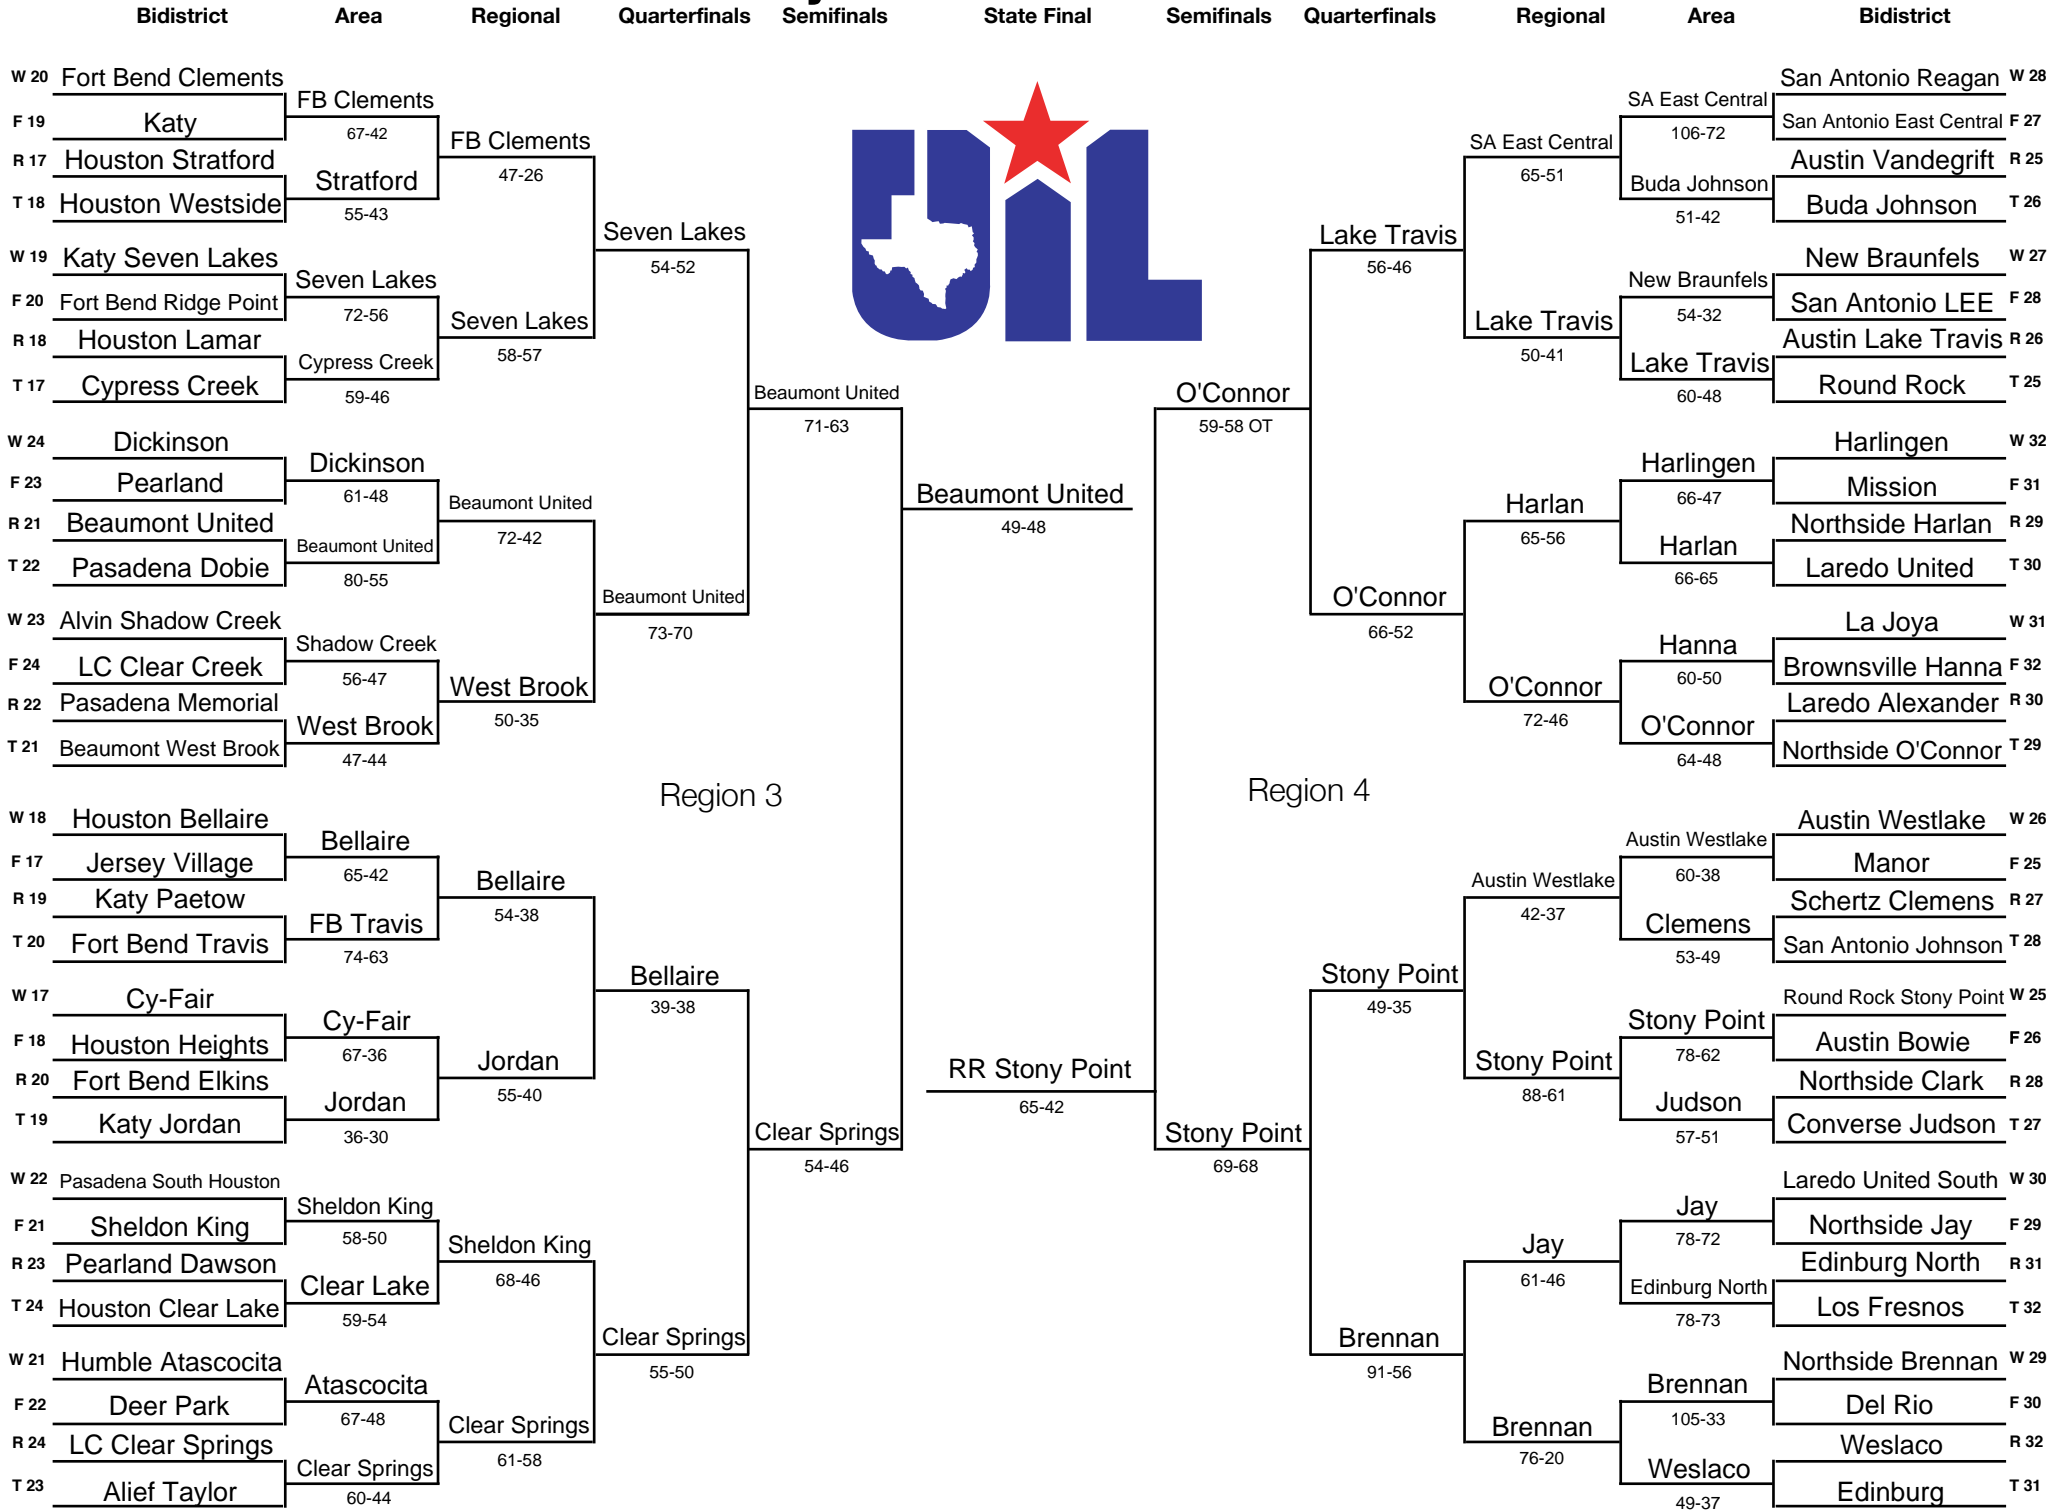 Bidistrict Area Regional Quarterfinals Semifinals State Final Semifinals Quarterfinals Regional Area Bidistrict
W 20 Fort Bend Clements
FB Clements
F 19 Katy
67-42
FB Clements
R 17 Houston Stratford
47-26
Stratford
T 18 Houston Westside
55-43
Seven Lakes
54-52
W 19 Katy Seven Lakes
Seven Lakes
F 20 Fort Bend Ridge Point
72-56
Seven Lakes
R 18 Houston Lamar
58-57
Cypress Creek
T 17 Cypress Creek
59-46
Beaumont United
71-63
W 24 Dickinson
Dickinson
F 23 Pearland
61-48
Beaumont United
R 21 Beaumont United
72-42
Beaumont United
T 22 Pasadena Dobie
80-55
Beaumont United
73-70
W 23 Alvin Shadow Creek
Shadow Creek
F 24 LC Clear Creek
56-47
West Brook
R 22 Pasadena Memorial
50-35
West Brook
T 21 Beaumont West Brook
47-44
Region 3
W 18 Houston Bellaire
Bellaire
F 17 Jersey Village
65-42
Bellaire
R 19 Katy Paetow
54-38
FB Travis
T 20 Fort Bend Travis
74-63
Bellaire
39-38
W 17 Cy-Fair
Cy-Fair
F 18 Houston Heights
67-36
Jordan
R 20 Fort Bend Elkins
55-40
Jordan
T 19 Katy Jordan
36-30
Clear Springs
54-46
W 22 Pasadena South Houston
Sheldon King
F 21 Sheldon King
58-50
Sheldon King
R 23 Pearland Dawson
68-46
Clear Lake
T 24 Houston Clear Lake
59-54
Clear Springs
55-50
W 21 Humble Atascocita
Atascocita
F 22 Deer Park
67-48
Clear Springs
R 24 LC Clear Springs
61-58
Clear Springs
T 23 Alief Taylor
60-44
UIL
Beaumont United
49-48
RR Stony Point
65-42
San Antonio Reagan W 28
SA East Central
San Antonio East Central F 27
106-72
SA East Central
Austin Vandegrift R 25
65-51
Buda Johnson
Buda Johnson T 26
51-42
Lake Travis
56-46
New Braunfels W 27
New Braunfels
San Antonio LEE F 28
54-32
Lake Travis
Austin Lake Travis R 26
50-41
Lake Travis
Round Rock T 25
60-48
O'Connor
59-58 OT
Harlingen W 32
Harlingen
Mission F 31
66-47
Harlan
Northside Harlan R 29
65-56
Harlan
Laredo United T 30
66-65
O'Connor
66-52
La Joya W 31
Hanna
Brownsville Hanna F 32
60-50
O'Connor
Laredo Alexander R 30
72-46
O'Connor
Northside O'Connor T 29
64-48
Region 4
Austin Westlake W 26
Austin Westlake
Manor F 25
60-38
Austin Westlake
Schertz Clemens R 27
42-37
Clemens
San Antonio Johnson T 28
53-49
Stony Point
49-35
Round Rock Stony Point W 25
Stony Point
Austin Bowie F 26
78-62
Stony Point
Northside Clark R 28
88-61
Judson
Converse Judson T 27
57-51
Stony Point
69-68
Laredo United South W 30
Jay
Northside Jay F 29
78-72
Jay
Edinburg North R 31
61-46
Edinburg North
Los Fresnos T 32
78-73
Brennan
91-56
Northside Brennan W 29
Brennan
Del Rio F 30
105-33
Brennan
Weslaco R 32
76-20
Weslaco
Edinburg T 31
49-37